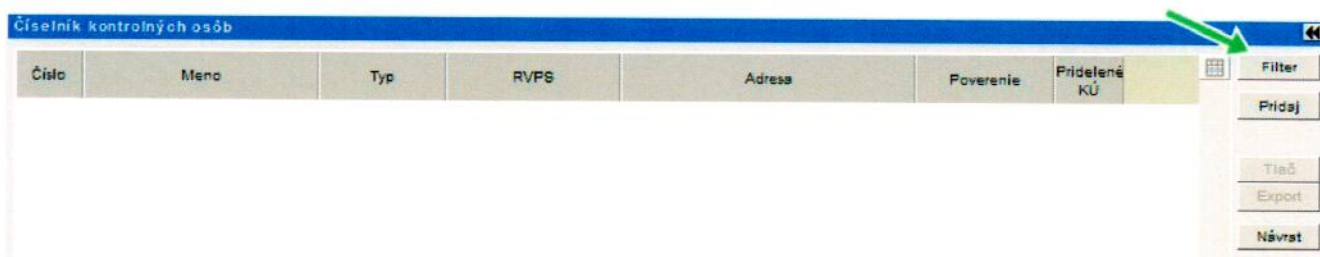 Číselník kontrolných osôb
Číslo Meno Typ RVPS Adresa Poverenie Pridelené KÚ
Filter
Pridaj
Tlač
Export
Návrat